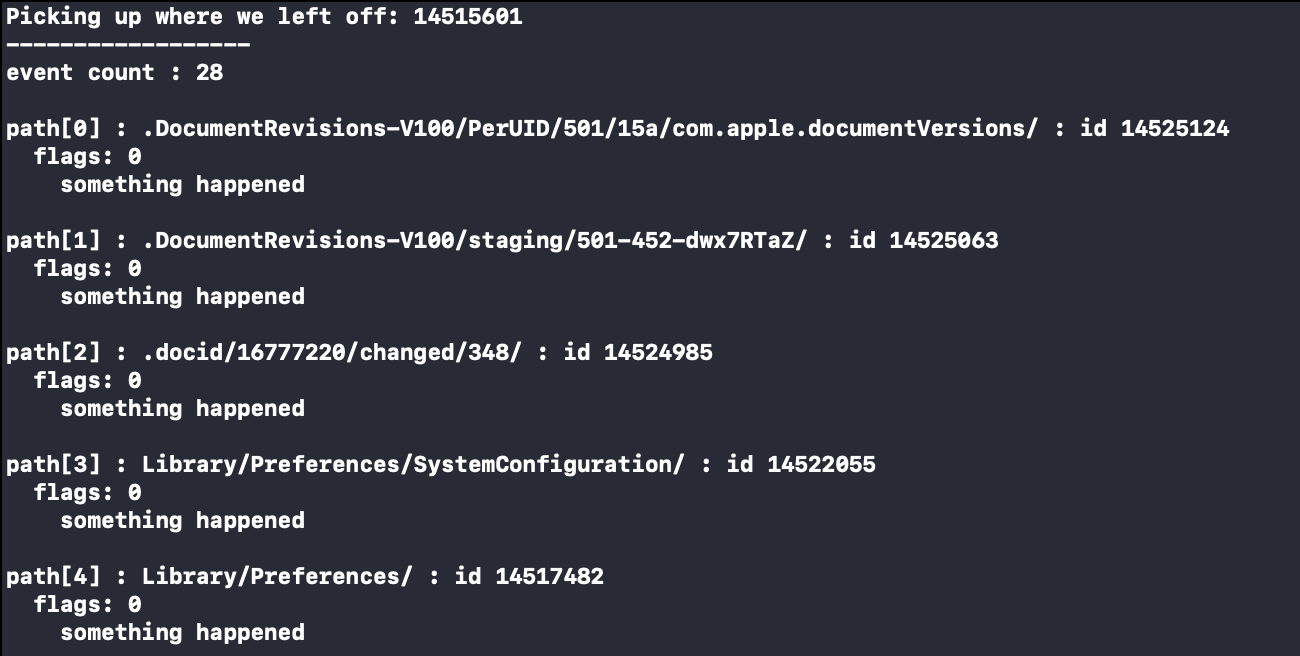 Picking up where we left off: 14515601
------------------
event count : 28
path[0] : .DocumentRevisions-V100/PerUID/501/15a/com.apple.documentVersions/ : id 14525124
flags: 0
something happened
path[1] : .DocumentRevisions-V100/staging/501-452-dwx7RTaZ/ : id 14525063
flags: 0
something happened
path[2] : .docid/16777220/changed/348/ : id 14524985
flags: 0
something happened
path[3] : Library/Preferences/SystemConfiguration/ : id 14522055
flags: 0
something happened
path[4] : Library/Preferences/ : id 14517482
flags: 0
something happened